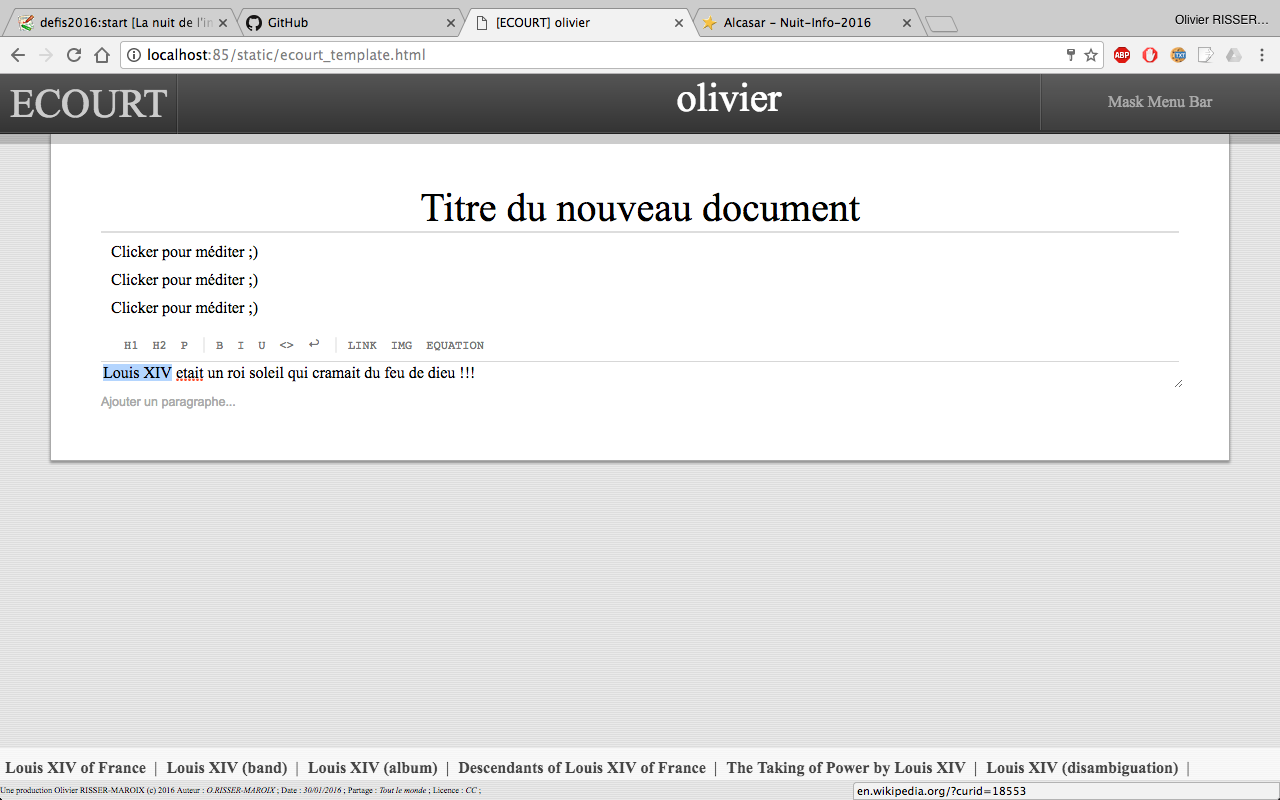 defis2016:start [La nuit de l'in
GitHub
[ECOURT] olivier
Alcasar - Nuit-Info-2016
Olivier RISSER…
localhost:85/static/ecourt_template.html
ABP
TXT
ECOURT
olivier
Mask Menu Bar
Titre du nouveau document
Clicker pour méditer ;)
Clicker pour méditer ;)
Clicker pour méditer ;)
H1 H2 P B I U <> ↵ LINK IMG EQUATION
Louis XIV etait un roi soleil qui cramait du feu de dieu !!!
Ajouter un paragraphe...
Louis XIV of France | Louis XIV (band) | Louis XIV (album) | Descendants of Louis XIV of France | The Taking of Power by Louis XIV | Louis XIV (disambiguation) |
Une production Olivier RISSER-MAROIX (c) 2016 Auteur : O.RISSER-MAROIX ; Date : 30/01/2016 ; Partage : Tout le monde ; Licence : CC ;
en.wikipedia.org/?curid=18553